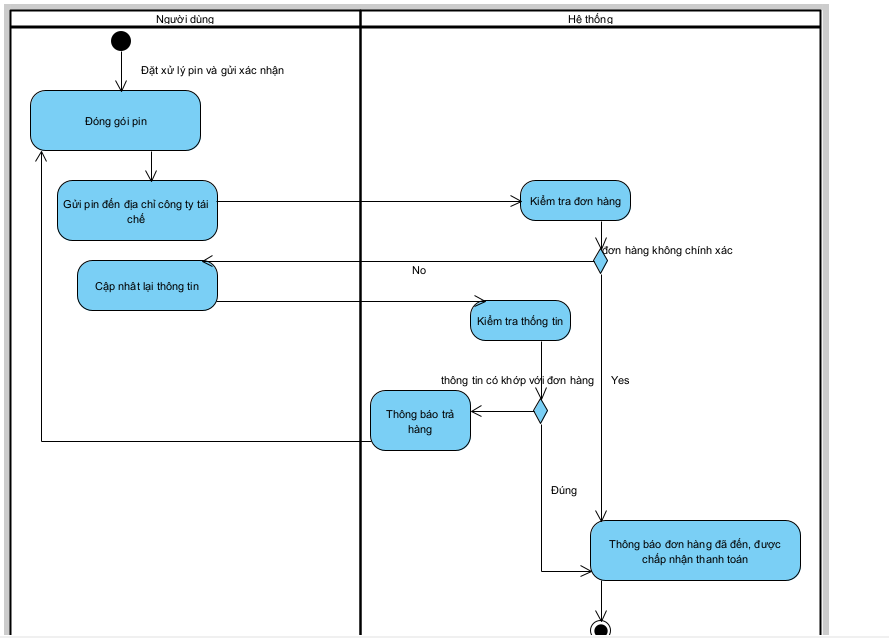 Người dùng
Hệ thống
Đặt xử lý pin và gửi xác nhận
Đóng gói pin
Gửi pin đến địa chỉ công ty tái
chế
Kiểm tra đơn hàng
đơn hàng không chính xác
No
Cập nhât lại thông tin
Kiểm tra thống tin
thông tin có khớp với đơn hàng
Yes
Thông báo trả
hàng
Đúng
Thông báo đơn hàng đã đến, được
chấp nhận thanh toán